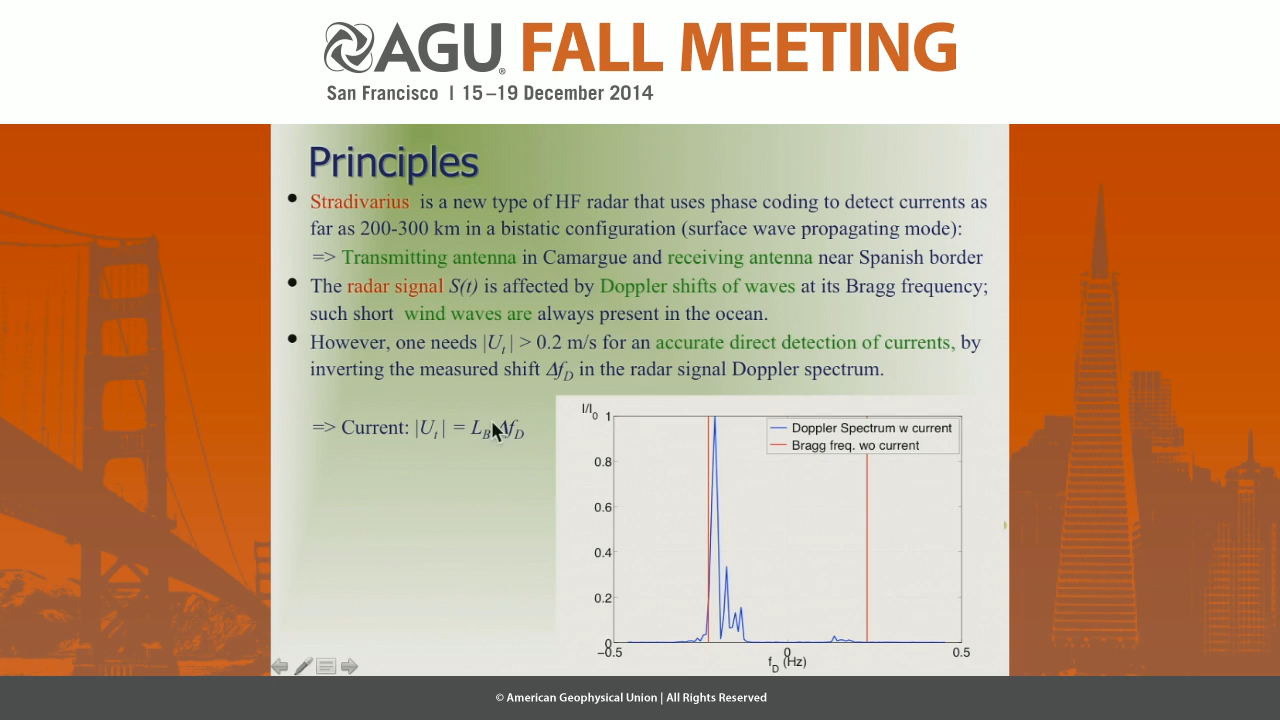 AGU® FALL MEETING
San Francisco | 15–19 December 2014
Principles
• Stradivarius is a new type of HF radar that uses phase coding to detect currents as
far as 200-300 km in a bistatic configuration (surface wave propagating mode):
=> Transmitting antenna in Camargue and receiving antenna near Spanish border
• The radar signal S(t) is affected by Doppler shifts of waves at its Bragg frequency;
such short wind waves are always present in the ocean.
• However, one needs |Ut| > 0.2 m/s for an accurate direct detection of currents, by
inverting the measured shift ΔfD in the radar signal Doppler spectrum.
=> Current: |Ut| = LB ΔfD
I/I0
1
0.8
0.6
0.4
0.2
0
Doppler Spectrum w current
Bragg freq. wo current
−0.5 0 0.5
fD (Hz)
© American Geophysical Union | All Rights Reserved